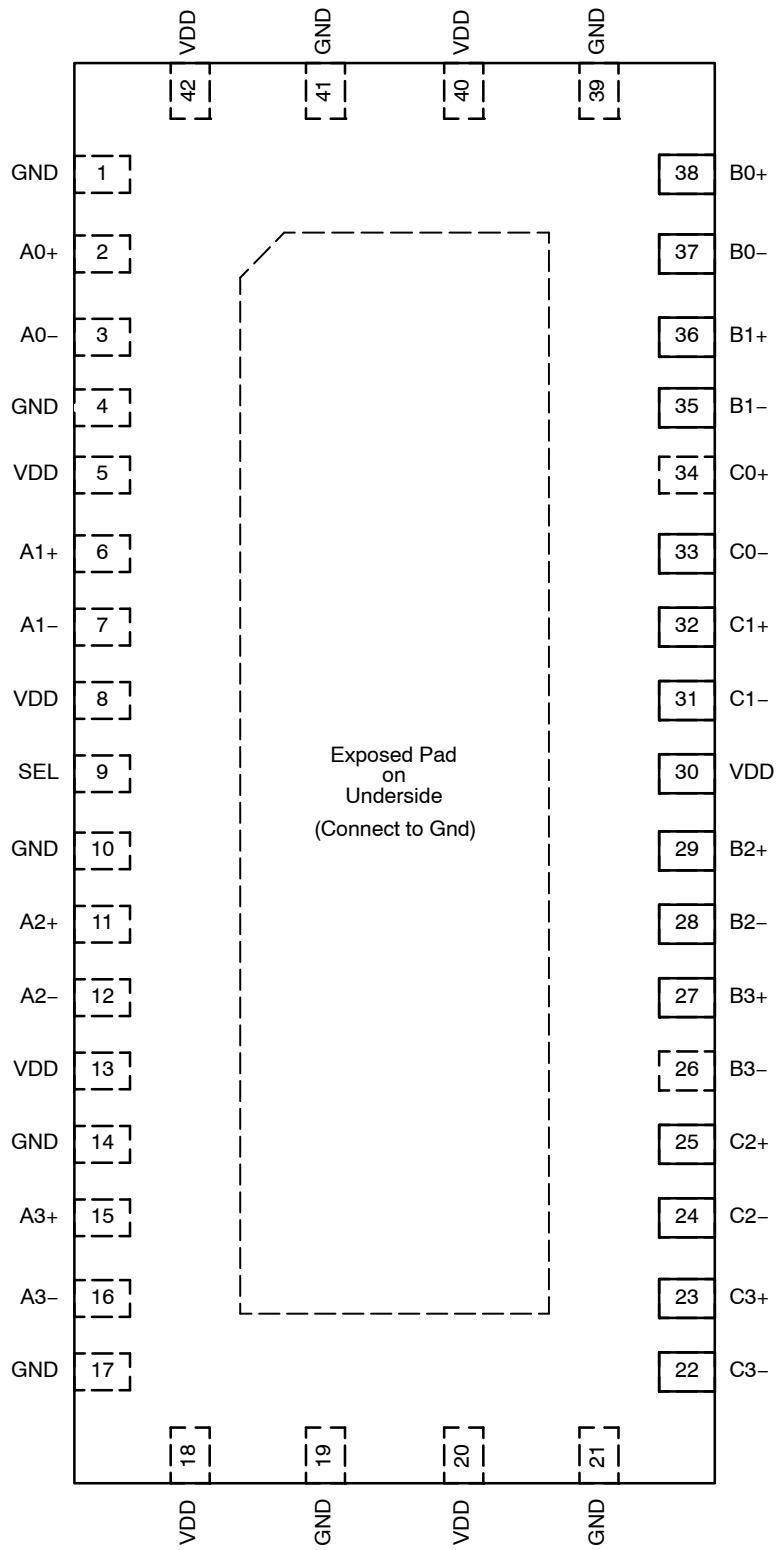 VDD GND VDD GND
42 41 40 39
GND 1 38 B0+
A0+ 2 37 B0−
A0− 3 36 B1+
GND 4 35 B1−
VDD 5 34 C0+
A1+ 6 33 C0−
A1− 7 32 C1+
VDD 8 31 C1−
SEL 9 30 VDD
Exposed Pad
on
Underside
(Connect to Gnd)
GND 10 29 B2+
A2+ 11 28 B2−
A2− 12 27 B3+
VDD 13 26 B3−
GND 14 25 C2+
A3+ 15 24 C2−
A3− 16 23 C3+
GND 17 22 C3−
18 19 20 21
VDD GND VDD GND